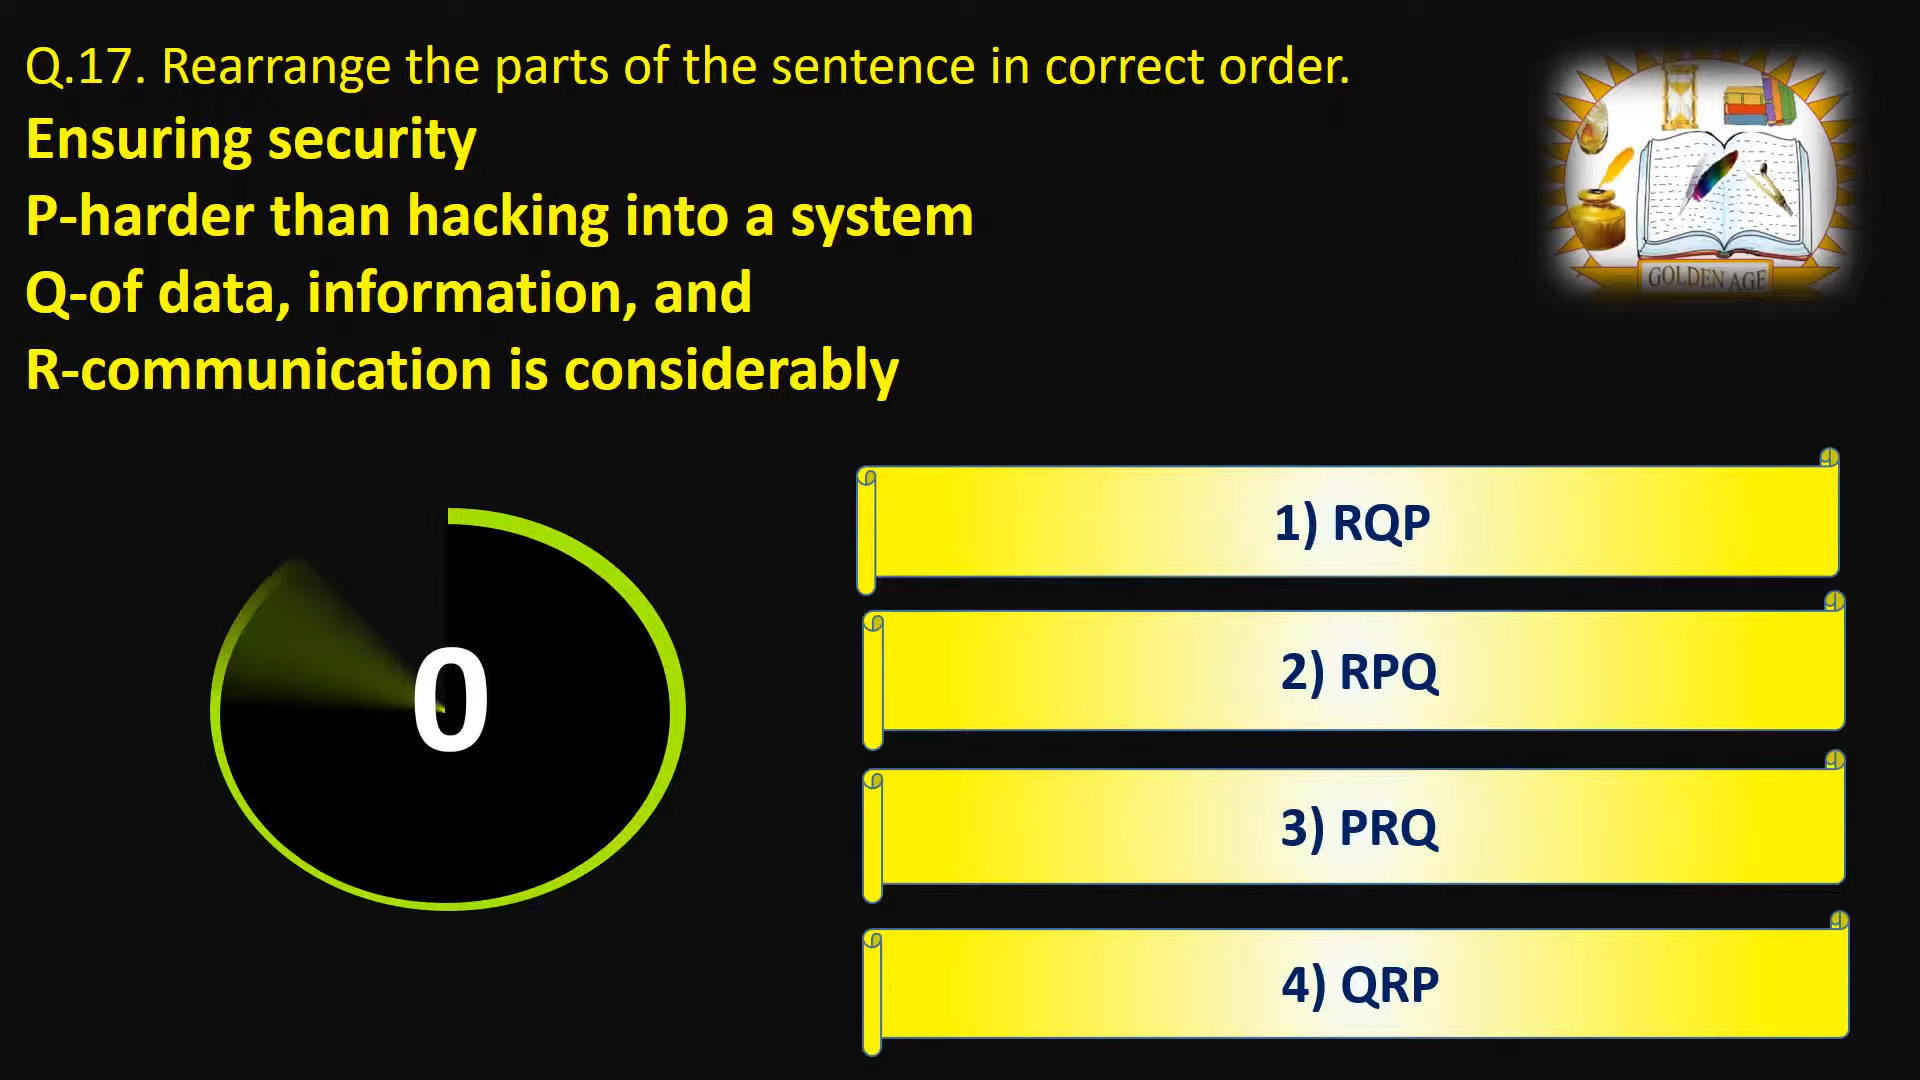 Q.17. Rearrange the parts of the sentence in correct order.
Ensuring security
P-harder than hacking into a system
Q-of data, information, and
R-communication is considerably
GOLDEN AGE
0
1) RQP
2) RPQ
3) PRQ
4) QRP